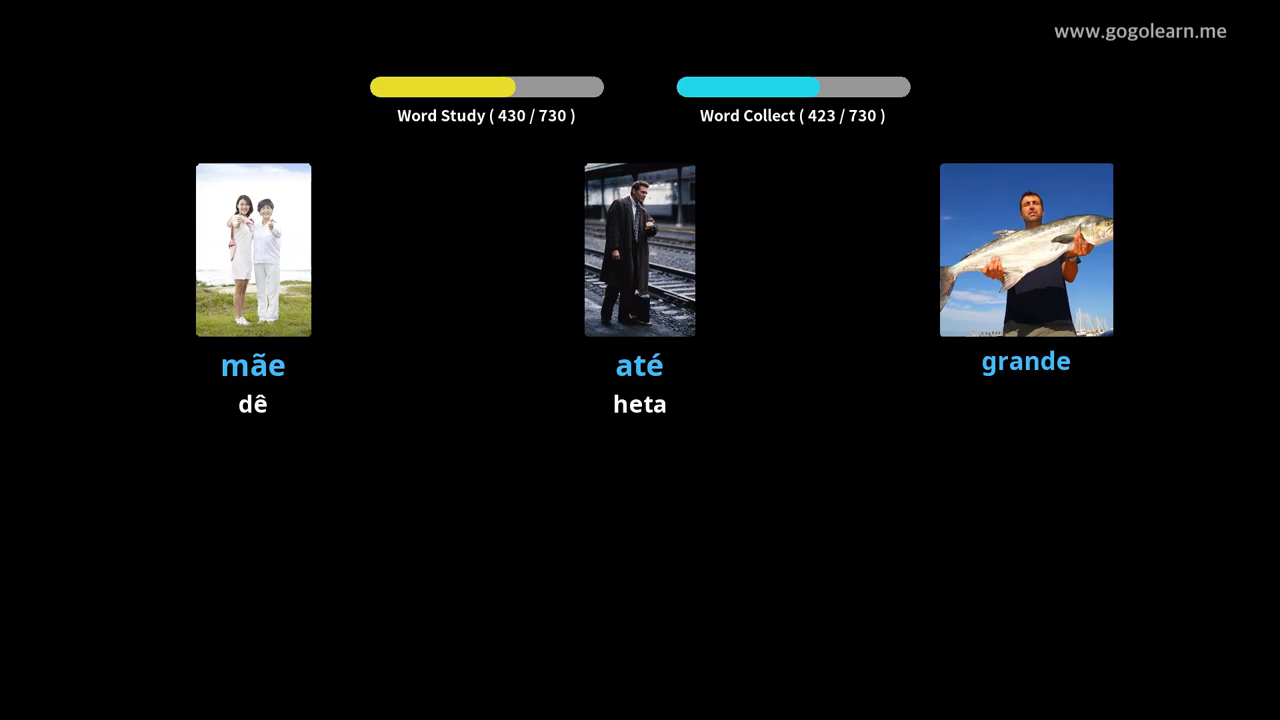 www.gogolearn.me
Word Study ( 430 / 730 )
Word Collect ( 423 / 730 )
mãe
dê
até
heta
grande